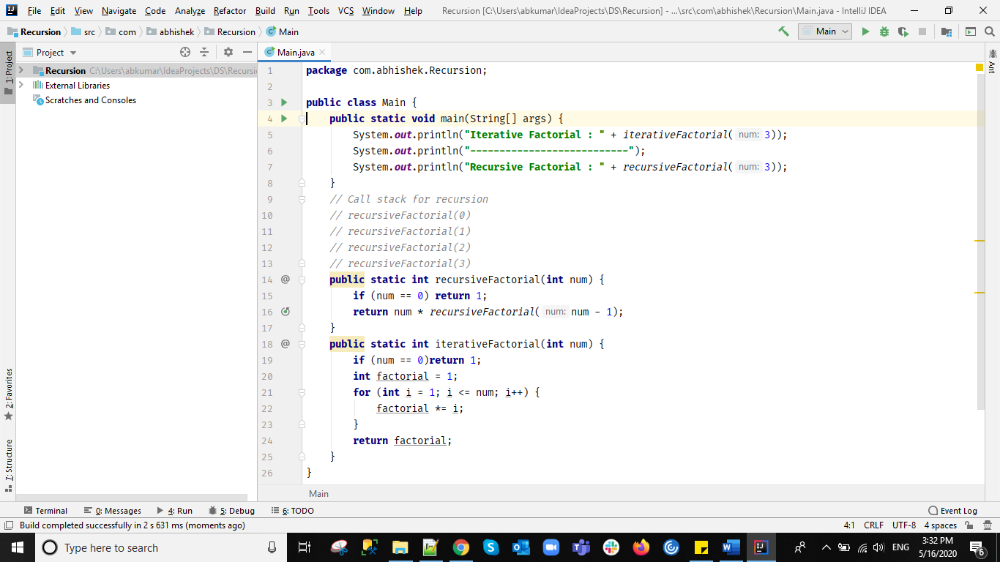 File Edit View Navigate Code Analyze Refactor Build Run Tools VCS Window Help Recursion [C:\Users\abkumar\IdeaProjects\DS\Recursion] - ...\src\com\abhishek\Recursion\Main.java - IntelliJ IDEA
Recursion src com abhishek Recursion Main Main
1: Project
Project
Recursion C:\Users\abkumar\IdeaProjects\DS\Recursi
External Libraries
Scratches and Consoles
2: Favorites
7: Structure
Main.java
1 package com.abhishek.Recursion;
2
3 public class Main {
4 public static void main(String[] args) {
5 System.out.println("Iterative Factorial : " + iterativeFactorial( num: 3));
6 System.out.println("---------------------------");
7 System.out.println("Recursive Factorial : " + recursiveFactorial( num: 3));
8 }
9 // Call stack for recursion
10 // recursiveFactorial(0)
11 // recursiveFactorial(1)
12 // recursiveFactorial(2)
13 // recursiveFactorial(3)
14 @ public static int recursiveFactorial(int num) {
15 if (num == 0) return 1;
16 return num * recursiveFactorial( num: num - 1);
17 }
18 @ public static int iterativeFactorial(int num) {
19 if (num == 0)return 1;
20 int factorial = 1;
21 for (int i = 1; i <= num; i++) {
22 factorial *= i;
23 }
24 return factorial;
25 }
26 }
Main
Ant
Terminal 0: Messages 4: Run 5: Debug 6: TODO Event Log
Build completed successfully in 2 s 631 ms (moments ago) 4:1 CRLF UTF-8 4 spaces
Type here to search ENG 3:32 PM
5/16/2020 6